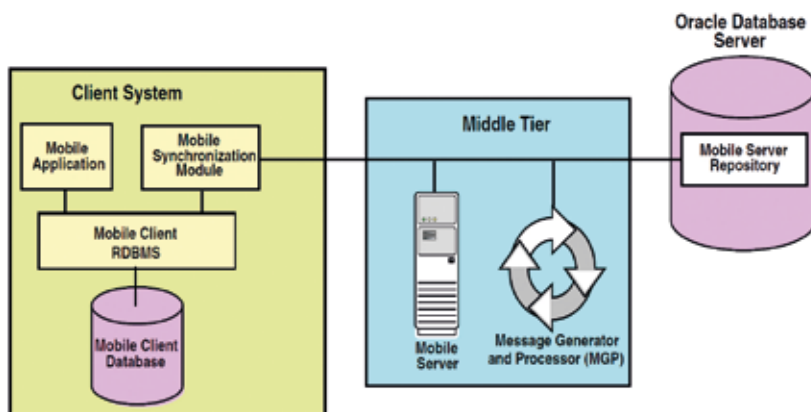 Oracle Database
Server
Client System
Mobile
Application
Mobile
Synchronization
Module
Mobile Client
RDBMS
Mobile Client
Database
Middle Tier
Mobile
Server
Message Generator
and Processor (MGP)
Mobile Server
Repository